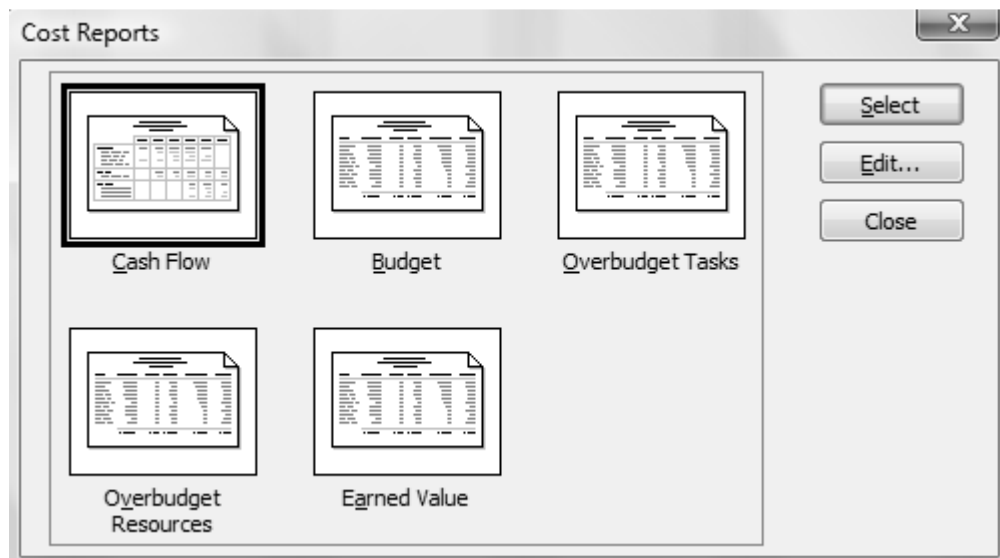 Cost Reports
Select
Edit...
Close
Cash Flow
Budget
Overbudget Tasks
Overbudget
Resources
Earned Value